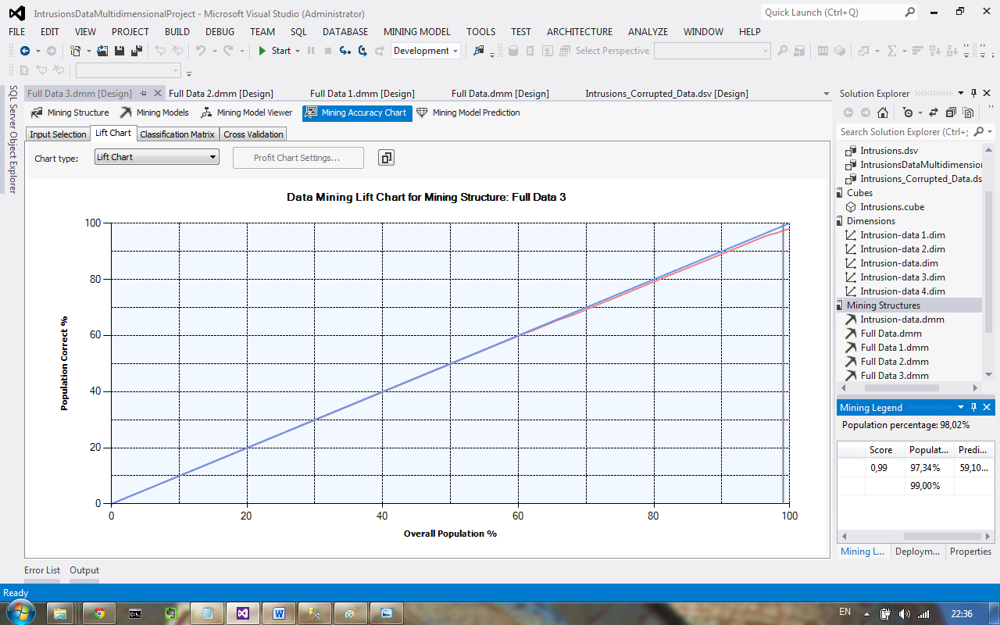 IntrusionsDataMultidimensionalProject - Microsoft Visual Studio (Administrator)
Quick Launch (Ctrl+Q)
FILE EDIT VIEW PROJECT BUILD DEBUG TEAM SQL DATABASE MINING MODEL TOOLS TEST ARCHITECTURE ANALYZE WINDOW HELP
Start Development Select Perspective
SQL Server Object Explorer
Full Data 3.dmm [Design] Full Data 2.dmm [Design] Full Data 1.dmm [Design] Full Data.dmm [Design] Intrusions_Corrupted_Data.dsv [Design]
Mining Structure Mining Models Mining Model Viewer Mining Accuracy Chart Mining Model Prediction
Input Selection Lift Chart Classification Matrix Cross Validation
Chart type: Lift Chart Profit Chart Settings...
Data Mining Lift Chart for Mining Structure: Full Data 3
Population Correct %
100
80
60
40
20
0
0 20 40 60 80 100
Overall Population %
Solution Explorer
Search Solution Explorer (Ctrl+;
Intrusions.dsv
IntrusionsDataMultidimension
Intrusions_Corrupted_Data.ds
Cubes
Intrusions.cube
Dimensions
Intrusion-data 1.dim
Intrusion-data 2.dim
Intrusion-data.dim
Intrusion-data 3.dim
Intrusion-data 4.dim
Mining Structures
Intrusion-data.dmm
Full Data.dmm
Full Data 1.dmm
Full Data 2.dmm
Full Data 3.dmm
Mining Legend
Population percentage: 98,02%
Score Populat... Predi...
0,99 97,34% 59,10...
99,00%
Mining L... Deploym... Properties
Error List Output
Ready
EN 22:36